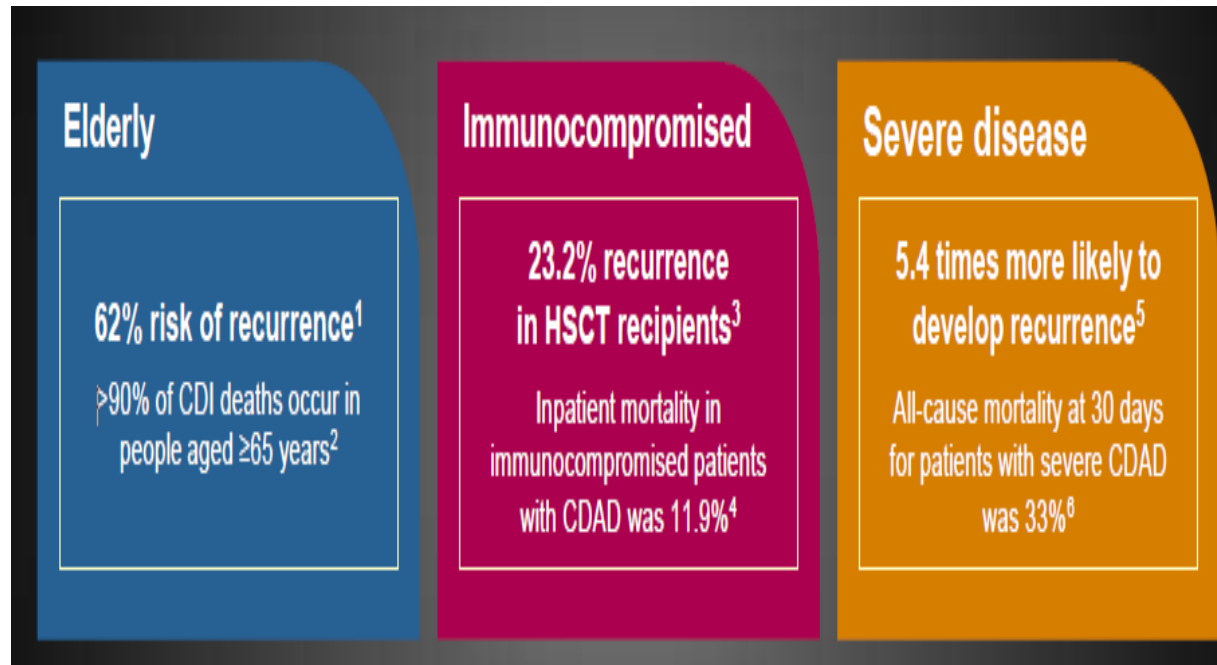 Elderly
62% risk of recurrence¹
>90% of CDI deaths occur in
people aged ≥65 years²
Immunocompromised
23.2% recurrence
in HSCT recipients³
Inpatient mortality in
immunocompromised patients
with CDAD was 11.9%⁴
Severe disease
5.4 times more likely to
develop recurrence⁵
All-cause mortality at 30 days
for patients with severe CDAD
was 33%⁶